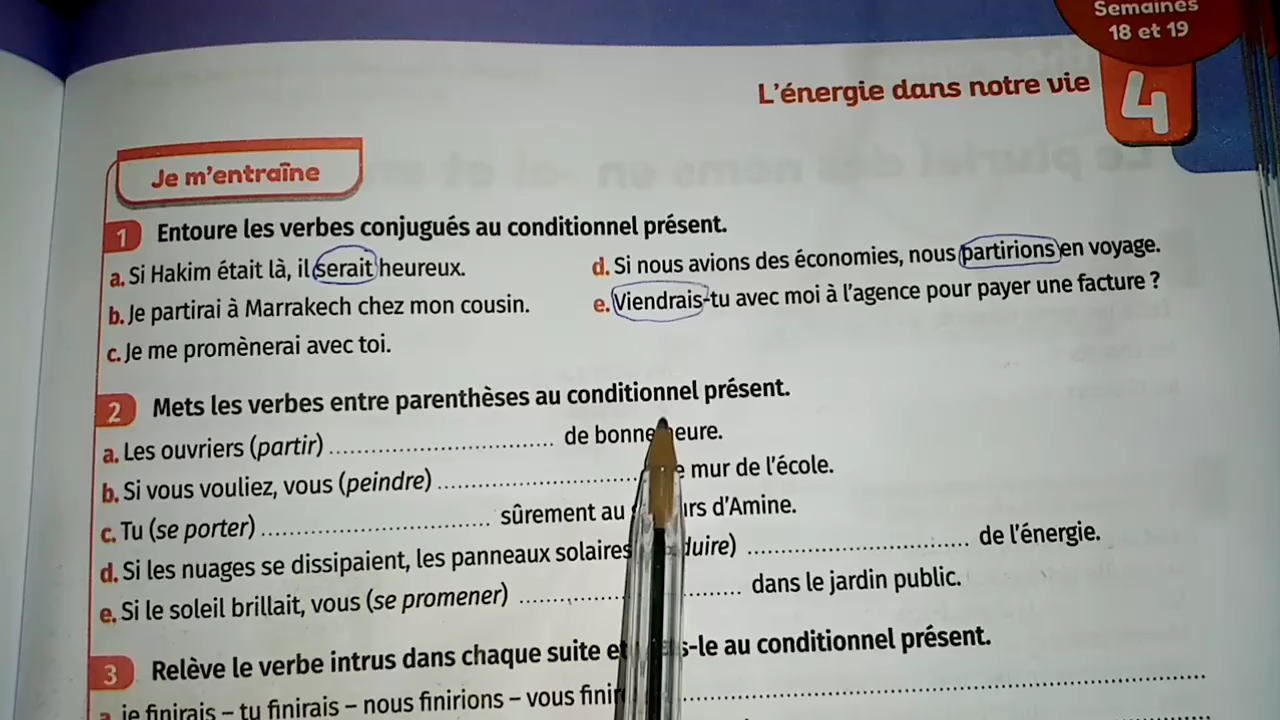 Semaines
18 et 19
L'énergie dans notre vie
4
Je m'entraîne
1 Entoure les verbes conjugués au conditionnel présent.
a. Si Hakim était là, il serait heureux.
b. Je partirai à Marrakech chez mon cousin.
c. Je me promènerai avec toi.
d. Si nous avions des économies, nous partirions en voyage.
e. Viendrais-tu avec moi à l'agence pour payer une facture ?
2 Mets les verbes entre parenthèses au conditionnel présent.
a. Les ouvriers (partir) .............................. de bonne heure.
b. Si vous vouliez, vous (peindre) .............................. mur de l'école.
c. Tu (se porter) .............................. sûrement au d'Amine.
d. Si les nuages se dissipaient, les panneaux solaires .............................. de l'énergie.
e. Si le soleil brillait, vous (se promener) .............................. dans le jardin public.
3 Relève le verbe intrus dans chaque suite et au conditionnel présent.
a. je finirais – tu finirais – nous finirions – vous